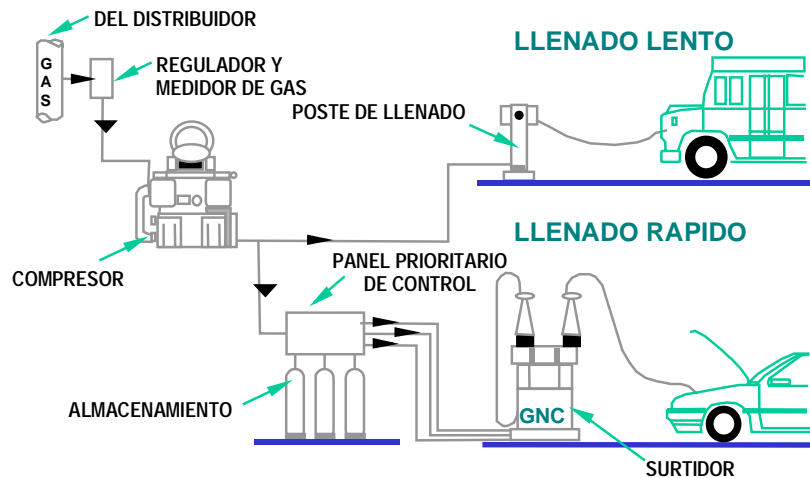 DEL DISTRIBUIDOR
GAS
REGULADOR Y
MEDIDOR DE GAS
LLENADO LENTO
POSTE DE LLENADO
COMPRESOR
LLENADO RAPIDO
PANEL PRIORITARIO
DE CONTROL
ALMACENAMIENTO
GNC
SURTIDOR